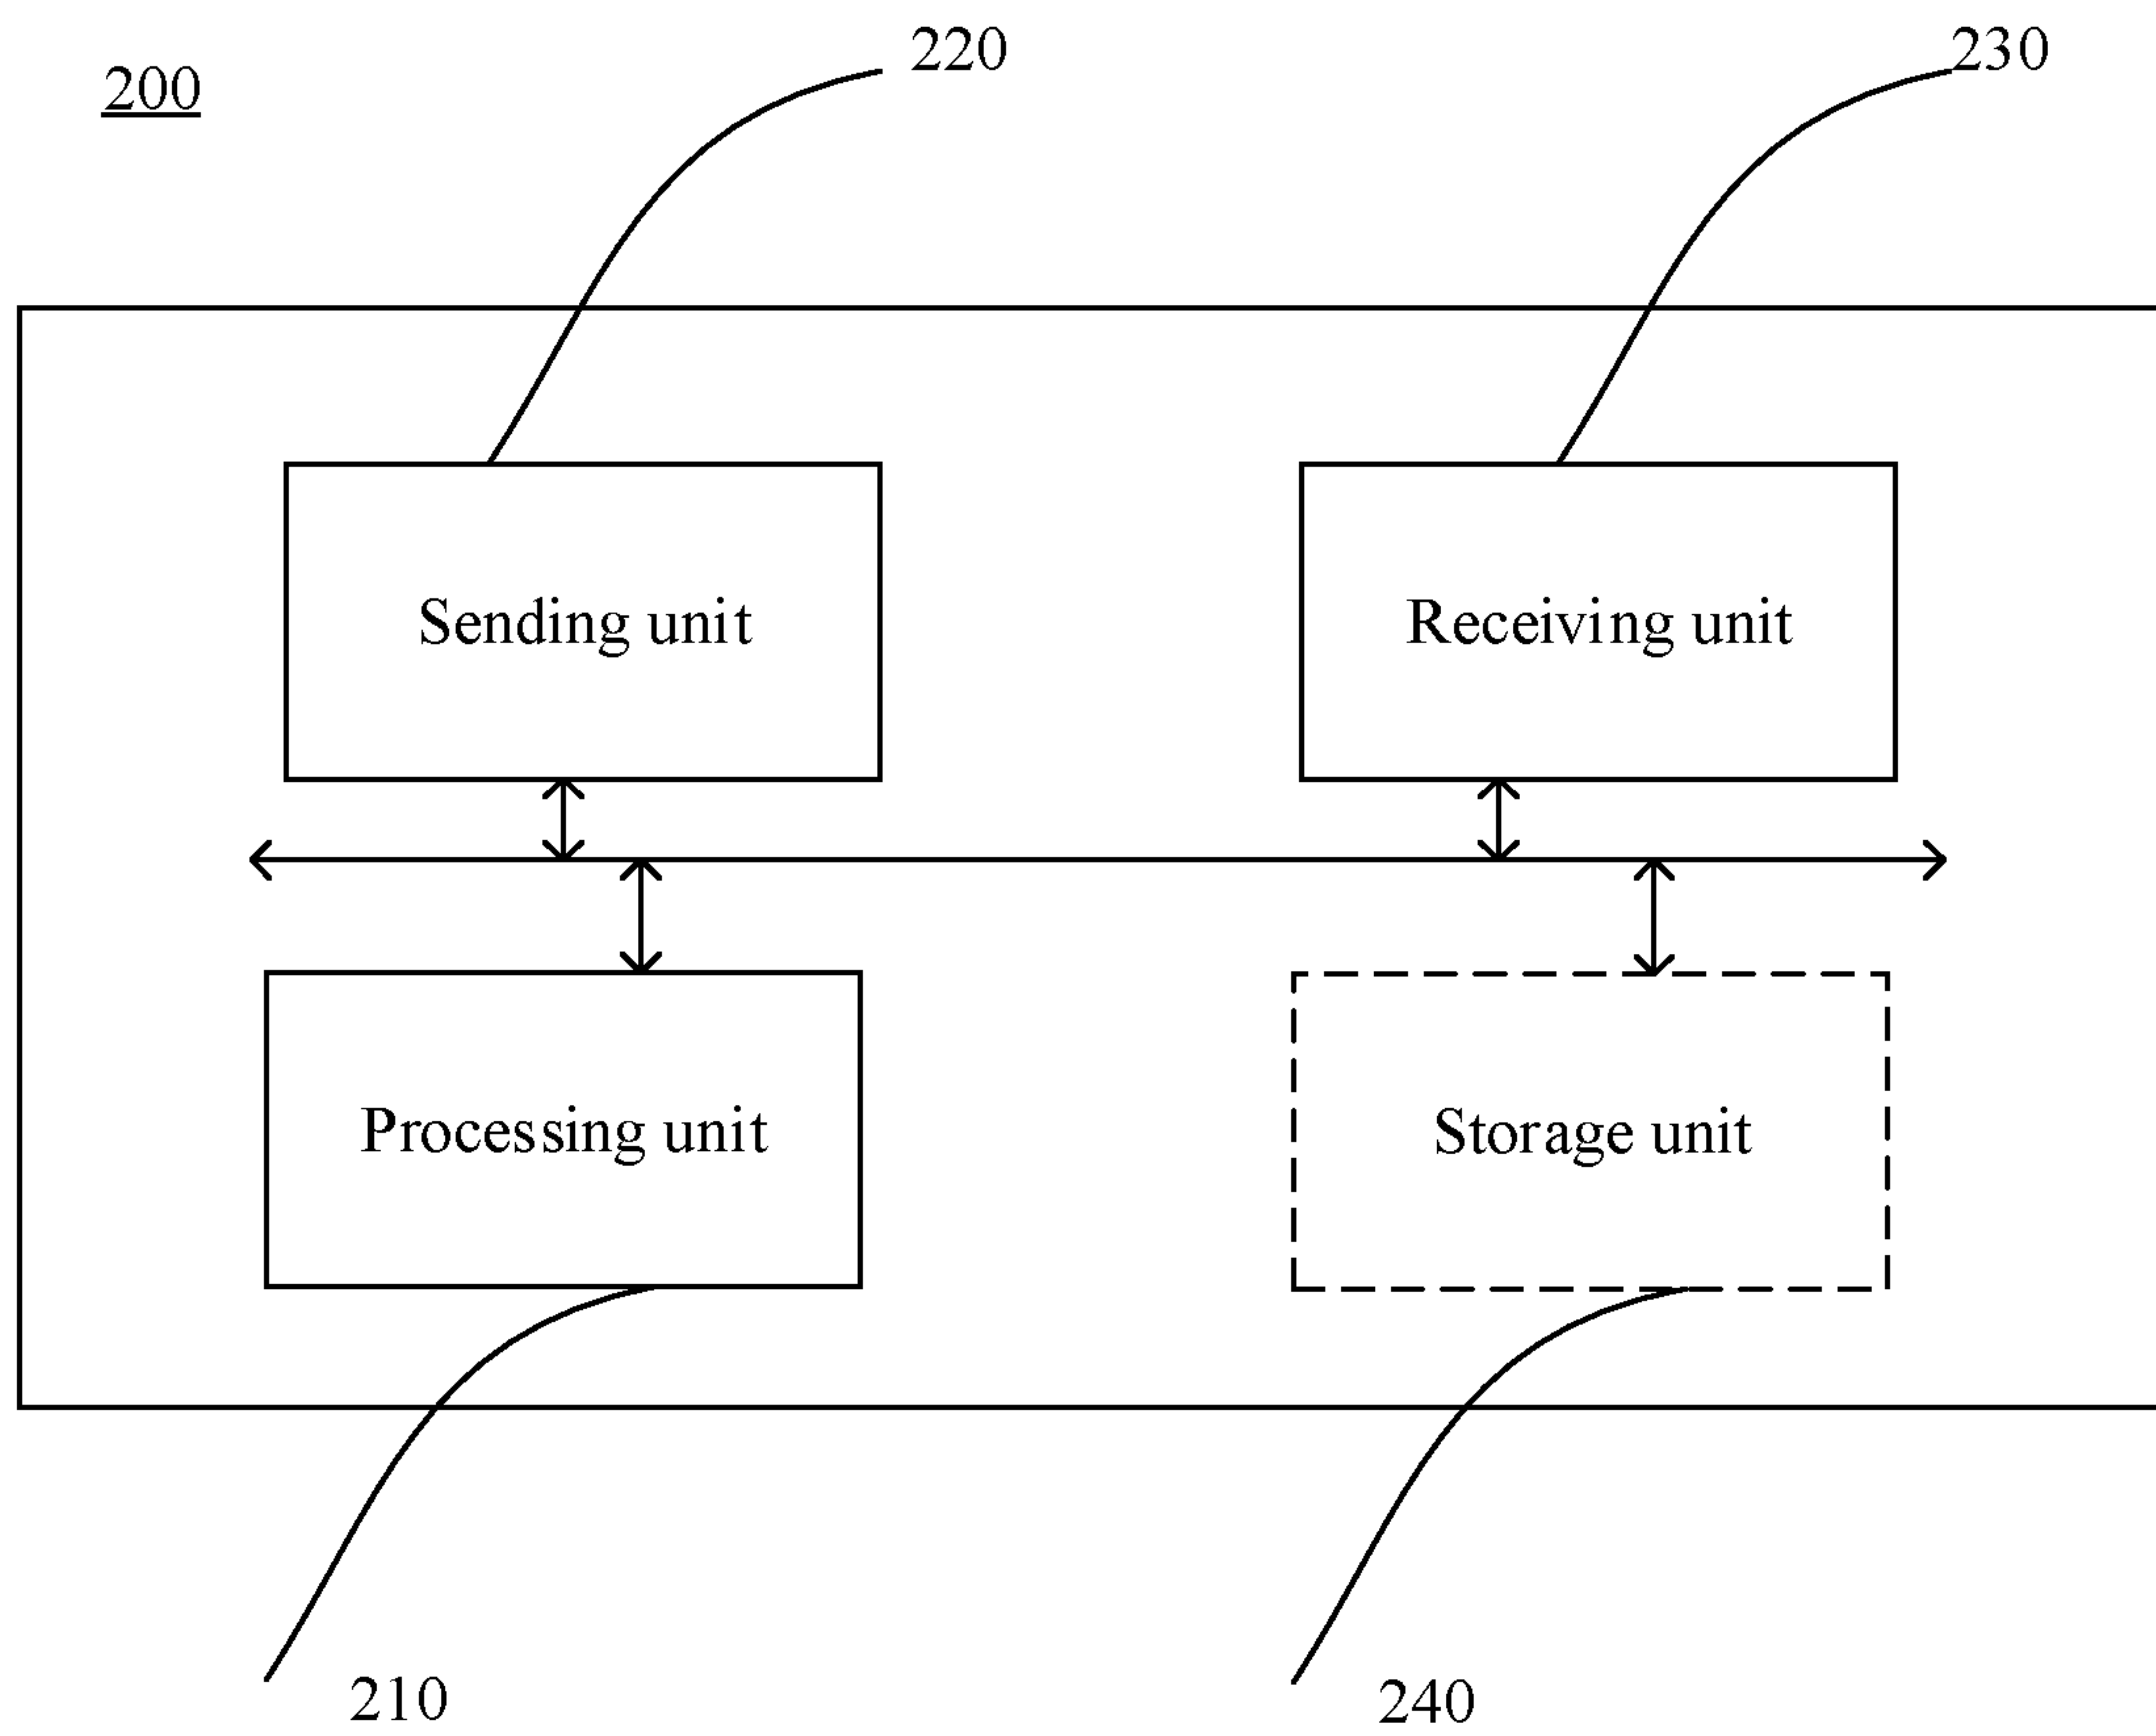 200
220
230
Sending unit
Receiving unit
Processing unit
Storage unit
210
240